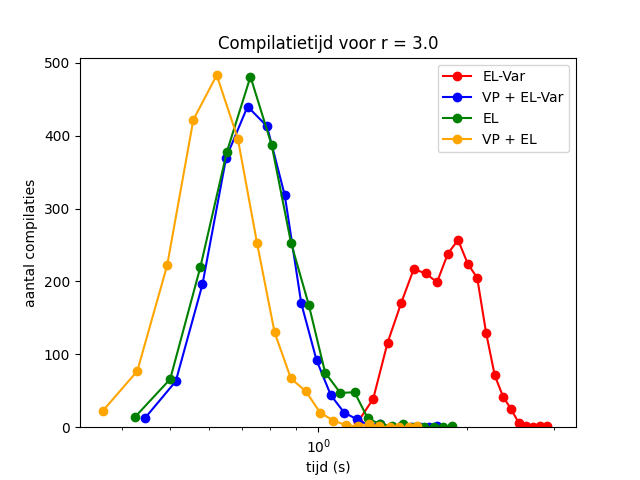 Compilatietijd voor r = 3.0
EL-Var
VP + EL-Var
EL
VP + EL
aantal compilaties
500
400
300
200
100
0
10⁰
tijd (s)